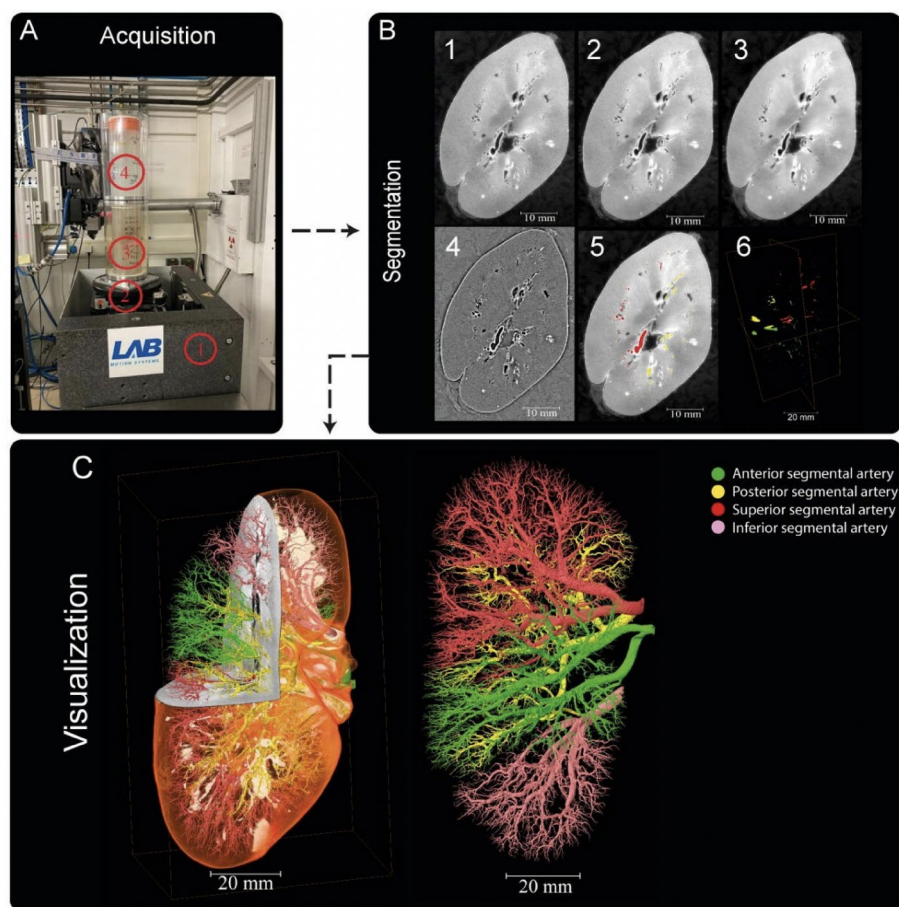 A
Acquisition
4
3
2
1
LAB
MOTION SYSTEMS
B
Segmentation
1
2
3
10 mm
10 mm
10 mm
4
5
6
10 mm
10 mm
20 mm
C
Visualization
Anterior segmental artery
Posterior segmental artery
Superior segmental artery
Inferior segmental artery
20 mm
20 mm